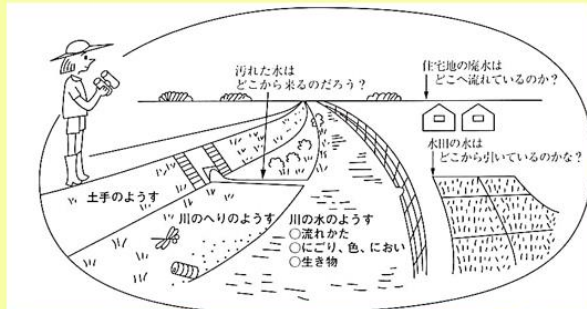 汚れた水は
どこから来るのだろう？
住宅地の廃水は
どこへ流れているのか？
水田の水は
どこから引いているのかな？
土手のようす
川のへりのようす
川の水のようす
○流れかた
○にごり、色、におい
○生き物